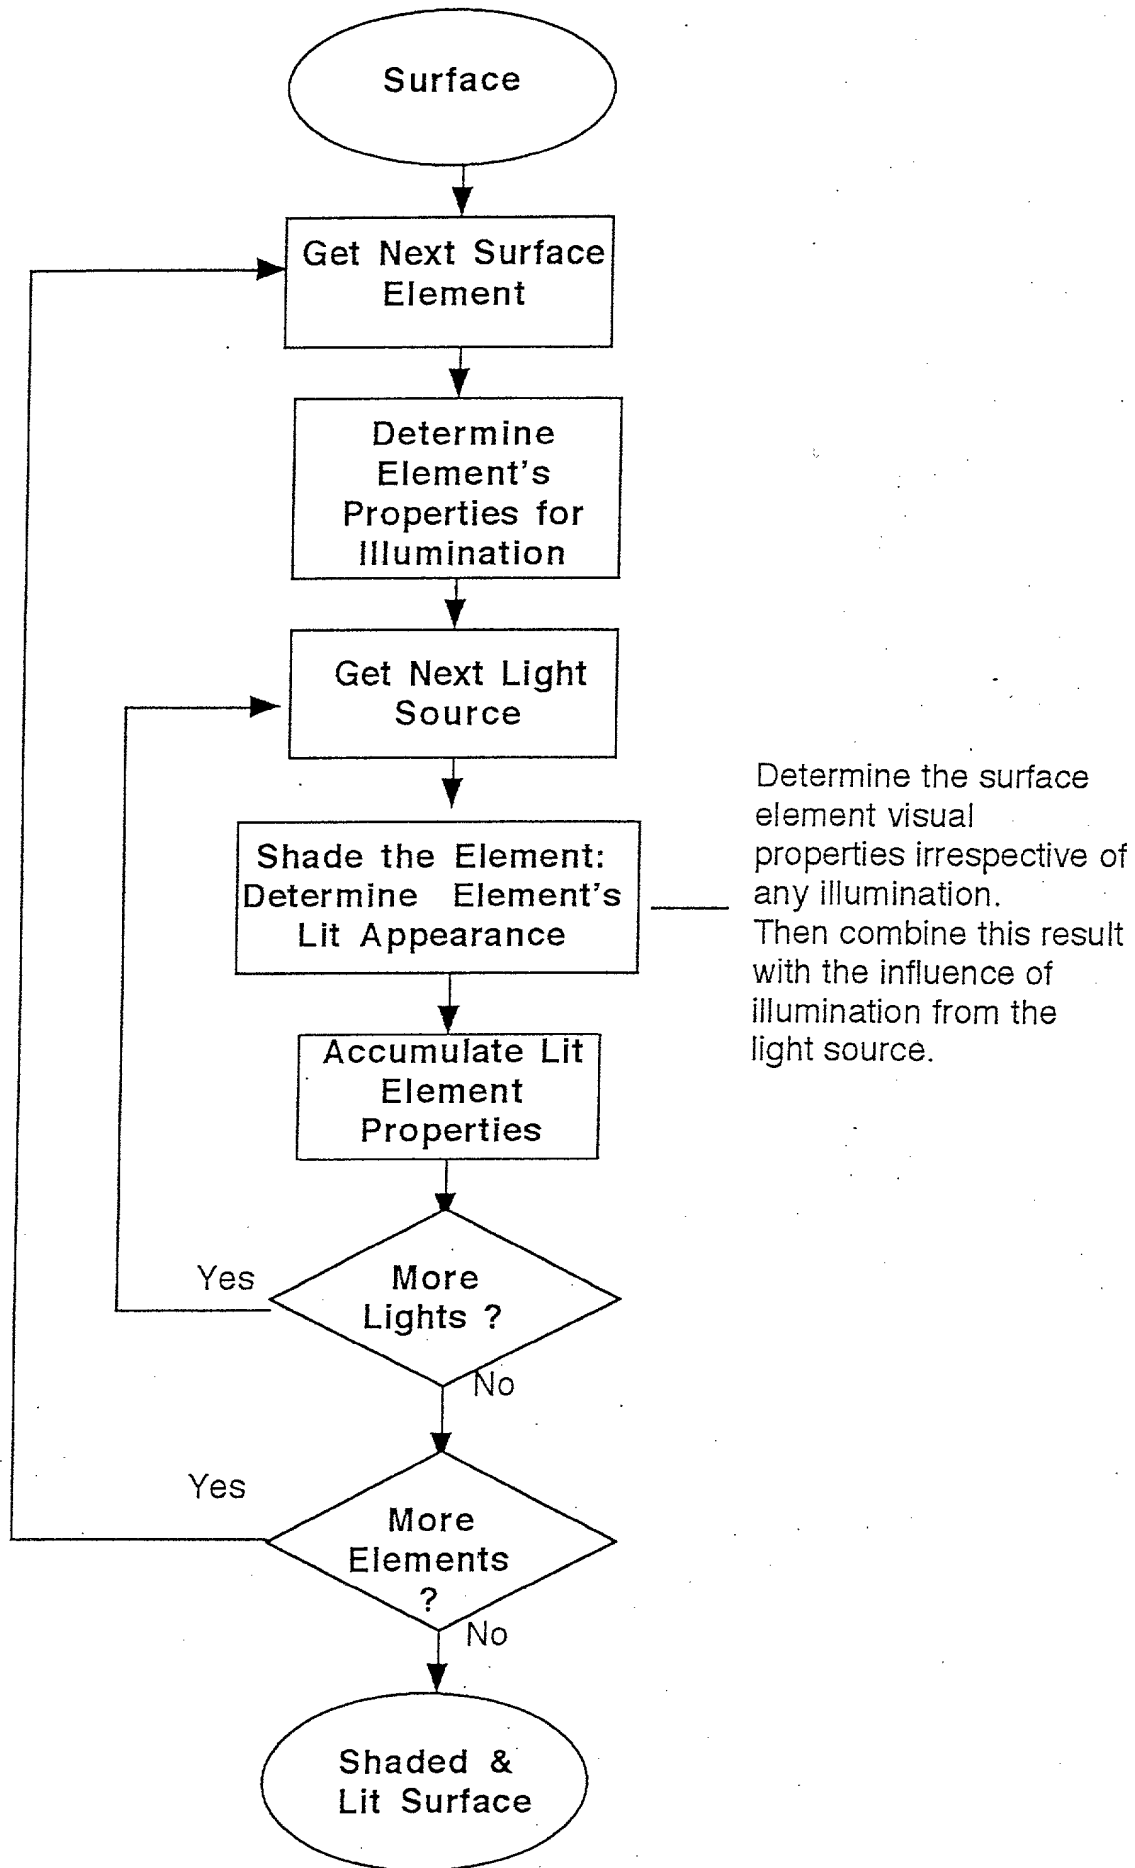 Surface
Get Next Surface
Element
Determine
Element's
Properties for
Illumination
Get Next Light
Source
Shade the Element:
Determine Element's
Lit Appearance
Determine the surface
element visual
properties irrespective of
any illumination.
Then combine this result
with the influence of
illumination from the
light source.
Accumulate Lit
Element
Properties
Yes
More
Lights ?
No
Yes
More
Elements
?
No
Shaded &
Lit Surface